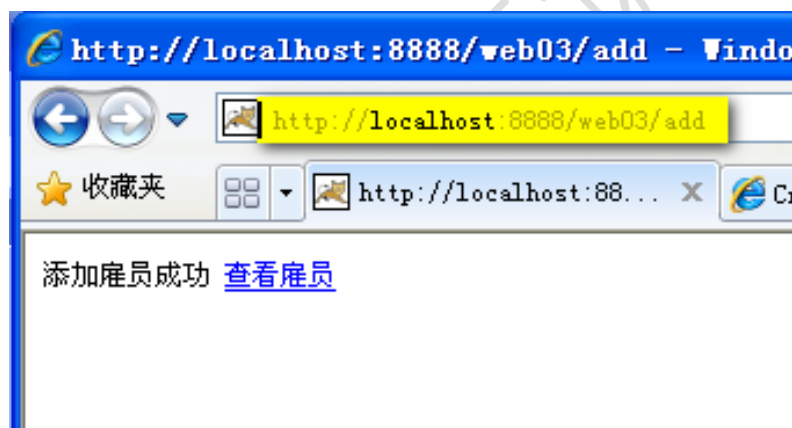 http://localhost:8888/web03/add - Windo
http://localhost:8888/web03/add
收藏夹
http://localhost:88...
添加雇员成功 查看雇员